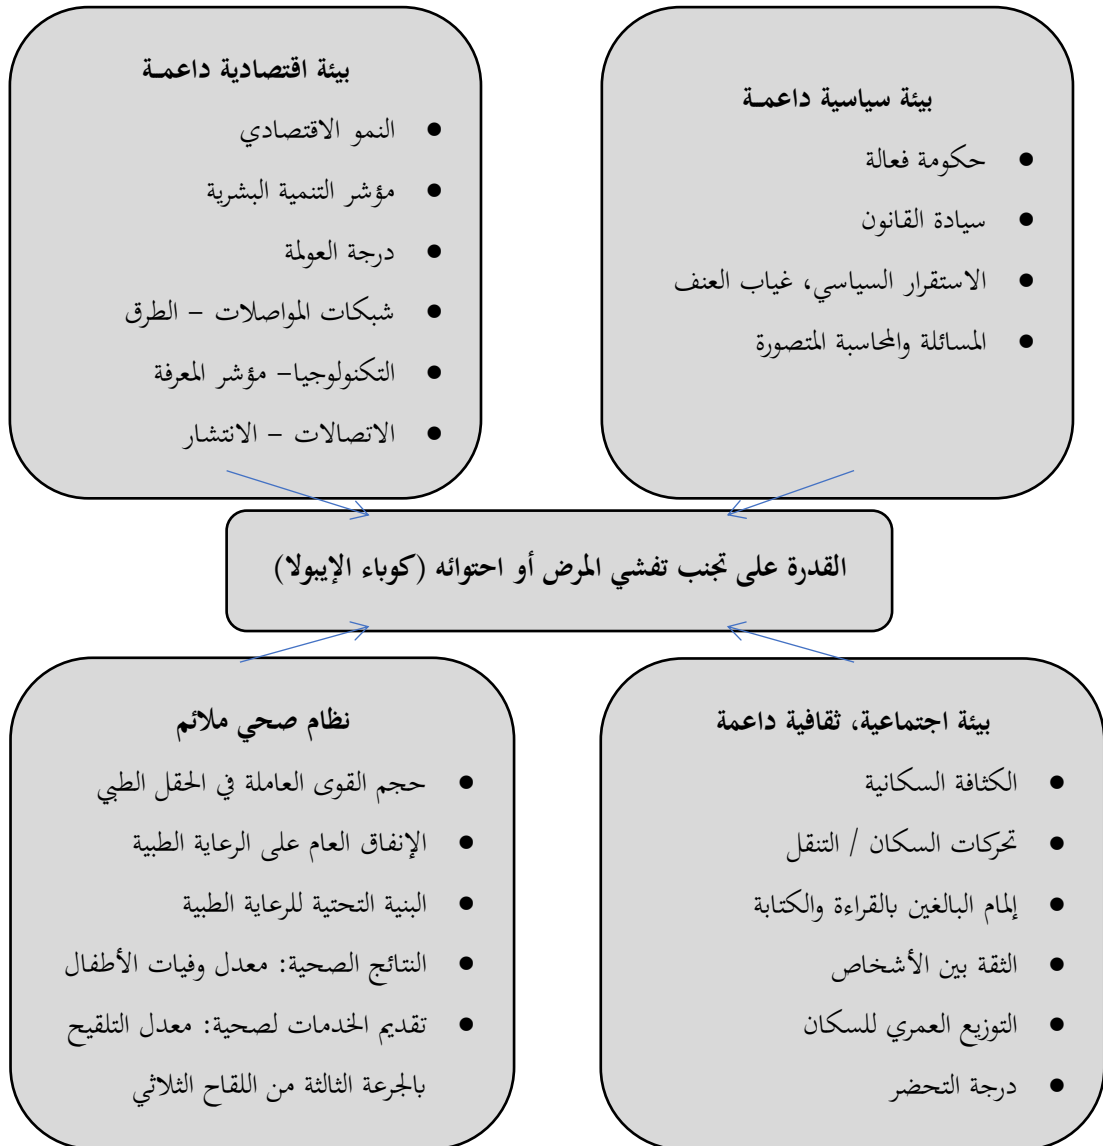 بيئة سياسية داعمـة
حكومة فعالة
سيادة القانون
الاستقرار السياسي، غياب العنف
المسائلة والمحاسبة المتصورة
بيئة اقتصادية داعمـة
النمو الاقتصادي
مؤشر التنمية البشرية
درجة العولمة
شبكات المواصلات – الطرق
التكنولوجيا– مؤشر المعرفة
الاتصالات – الانتشار
القدرة على تجنب تفشي المرض أو احتوائه (كوباء الإيبولا)
بيئة اجتماعية، ثقافية داعمة
الكثافة السكانية
تحركات السكان / التنقل
إلمام البالغين بالقراءة والكتابة
الثقة بين الأشخاص
التوزيع العمري للسكان
درجة التحضر
نظام صحي ملائم
حجم القوى العاملة في الحقل الطبي
الإنفاق العام على الرعاية الطبية
البنية التحتية للرعاية الطبية
النتائج الصحية: معدل وفيات الأطفال
تقديم الخدمات لصحية: معدل التلقيح
بالجرعة الثالثة من اللقاح الثلاثي